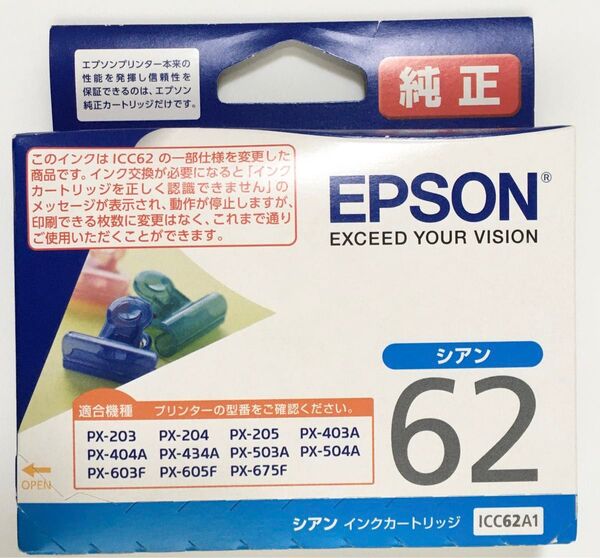 エプソンプリンター本来の
性能を発揮し信頼性を
保証できるのは、エプソン
純正カートリッジだけです。
純正
このインクは ICC62 の一部仕様を変更した
商品です。インク交換が必要になると「インク
カートリッジを正しく認識できません」の
メッセージが表示され、動作が停止しますが、
印刷できる枚数に変更はなく、これまで通り
ご使用いただくことができます。
EPSON®
EXCEED YOUR VISION
シアン
62
適合機種 プリンターの型番をご確認ください。
PX-203 PX-204 PX-205 PX-403A
PX-404A PX-434A PX-503A PX-504A
PX-603F PX-605F PX-675F
OPEN
シアン インクカートリッジ ICC62A1